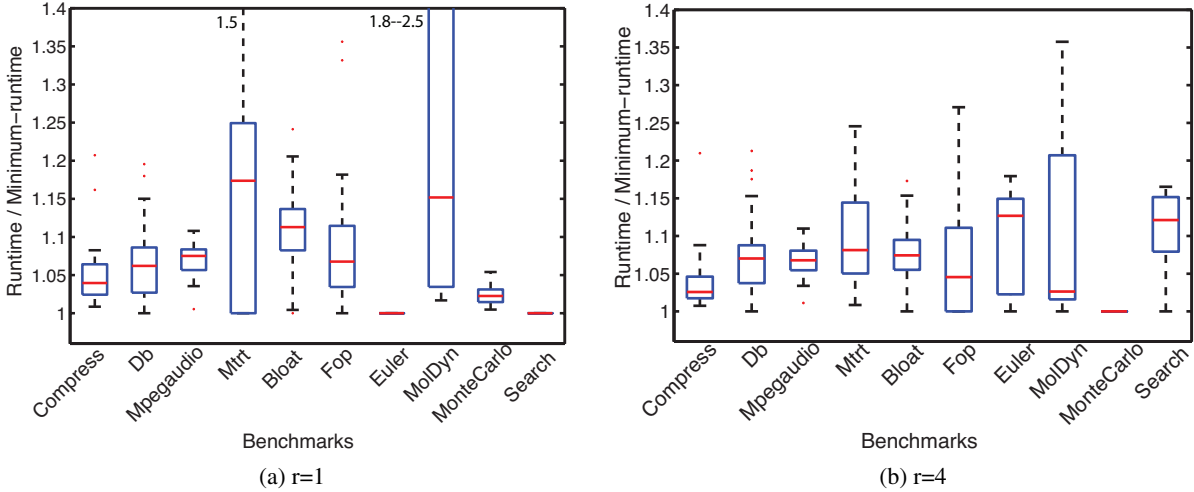 1.5
1.8--2.5
1.4
1.35
1.3
1.25
1.2
1.15
1.1
1.05
1
Runtime / Minimum−runtime
Compress
Db
Mpegaudio
Mtrt
Bloat
Fop
Euler
MolDyn
MonteCarlo
Search
Benchmarks
(a) r=1
1.4
1.35
1.3
1.25
1.2
1.15
1.1
1.05
1
Runtime / Minimum−runtime
Compress
Db
Mpegaudio
Mtrt
Bloat
Fop
Euler
MolDyn
MonteCarlo
Search
Benchmarks
(b) r=4